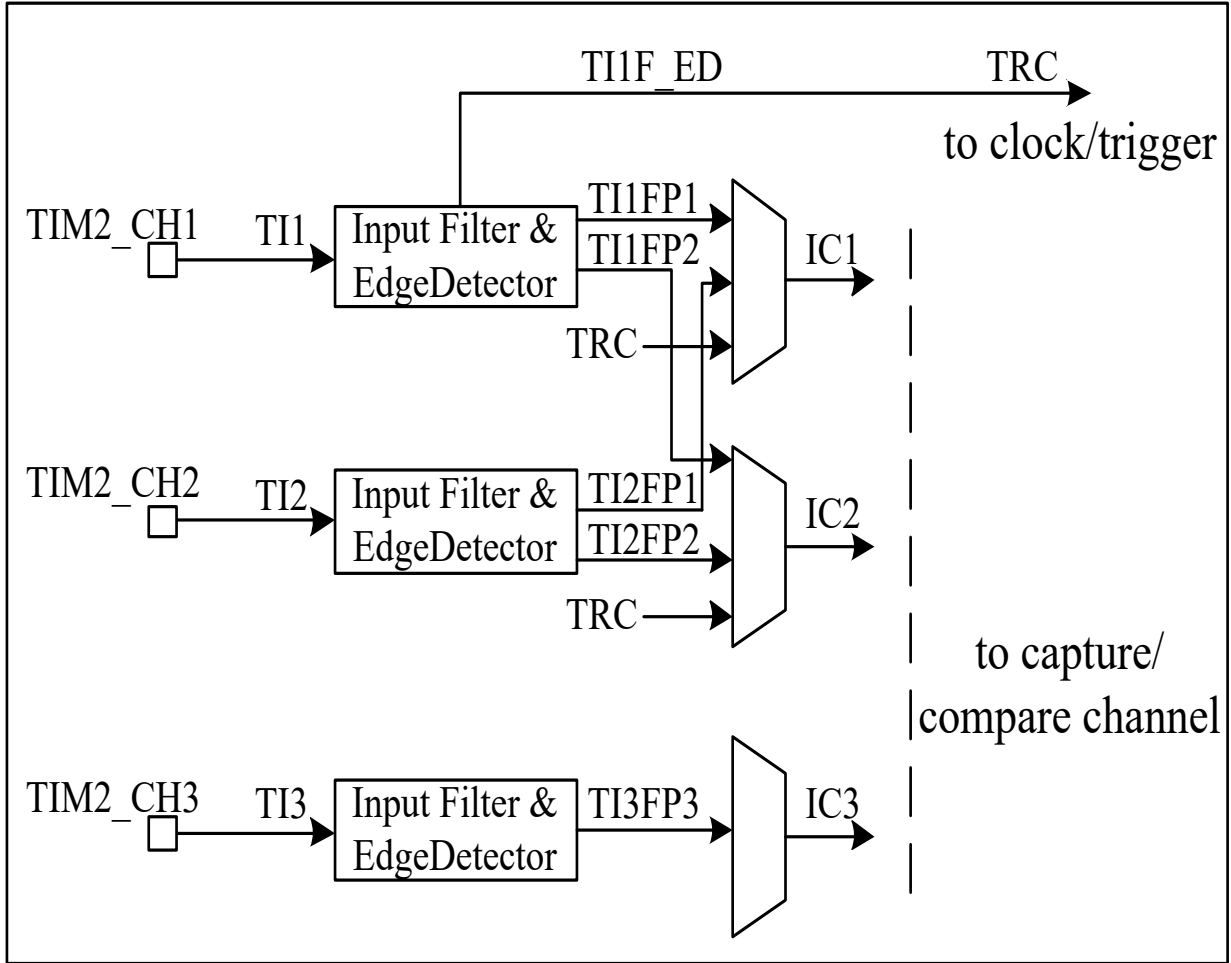 TI1F_ED
TRC
to clock/trigger
TIM2_CH1
TI1
Input Filter &
EdgeDetector
TI1FP1
TI1FP2
TRC
IC1
TIM2_CH2
TI2
Input Filter &
EdgeDetector
TI2FP1
TI2FP2
TRC
IC2
to capture/
compare channel
TIM2_CH3
TI3
Input Filter &
EdgeDetector
TI3FP3
IC3